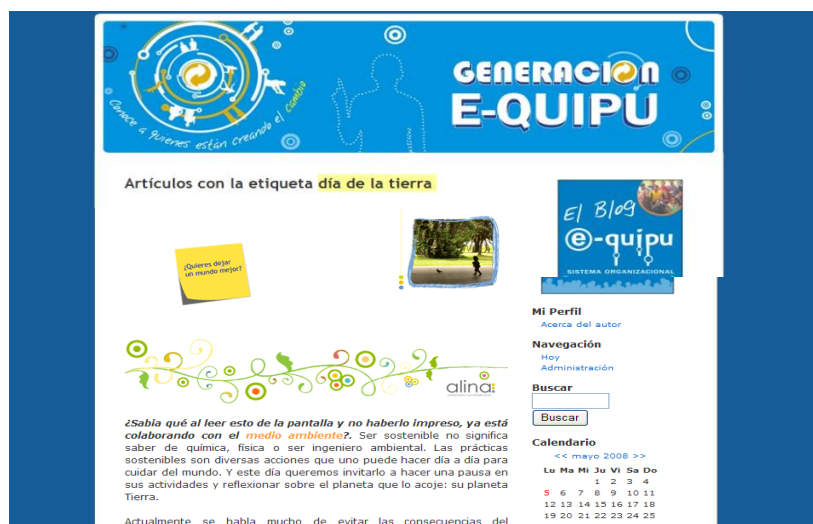 Conoce a quienes están creando el cambio
GENERACION
E-QUIPU
Artículos con la etiqueta día de la tierra
¿Quieres dejar
un mundo mejor?
alina:
¿Sabia qué al leer esto de la pantalla y no haberlo impreso, ya está
colaborando con el medio ambiente?. Ser sostenible no significa
saber de química, física o ser ingeniero ambiental. Las prácticas
sostenibles son diversas acciones que uno puede hacer día a día para
cuidar del mundo. Y este día queremos invitarlo a hacer una pausa en
sus actividades y reflexionar sobre el planeta que lo acoje: su planeta
Tierra.
Actualmente se habla mucho de evitar las consecuencias del
El Blog
e-quipu
SISTEMA ORGANIZACIONAL
Mi Perfil
Acerca del autor
Navegación
Hoy
Administración
Buscar
Buscar
Calendario
<< mayo 2008 >>
Lu Ma Mi Ju Vi Sa Do
1 2 3 4
5 6 7 8 9 10 11
12 13 14 15 16 17 18
19 20 21 22 23 24 25